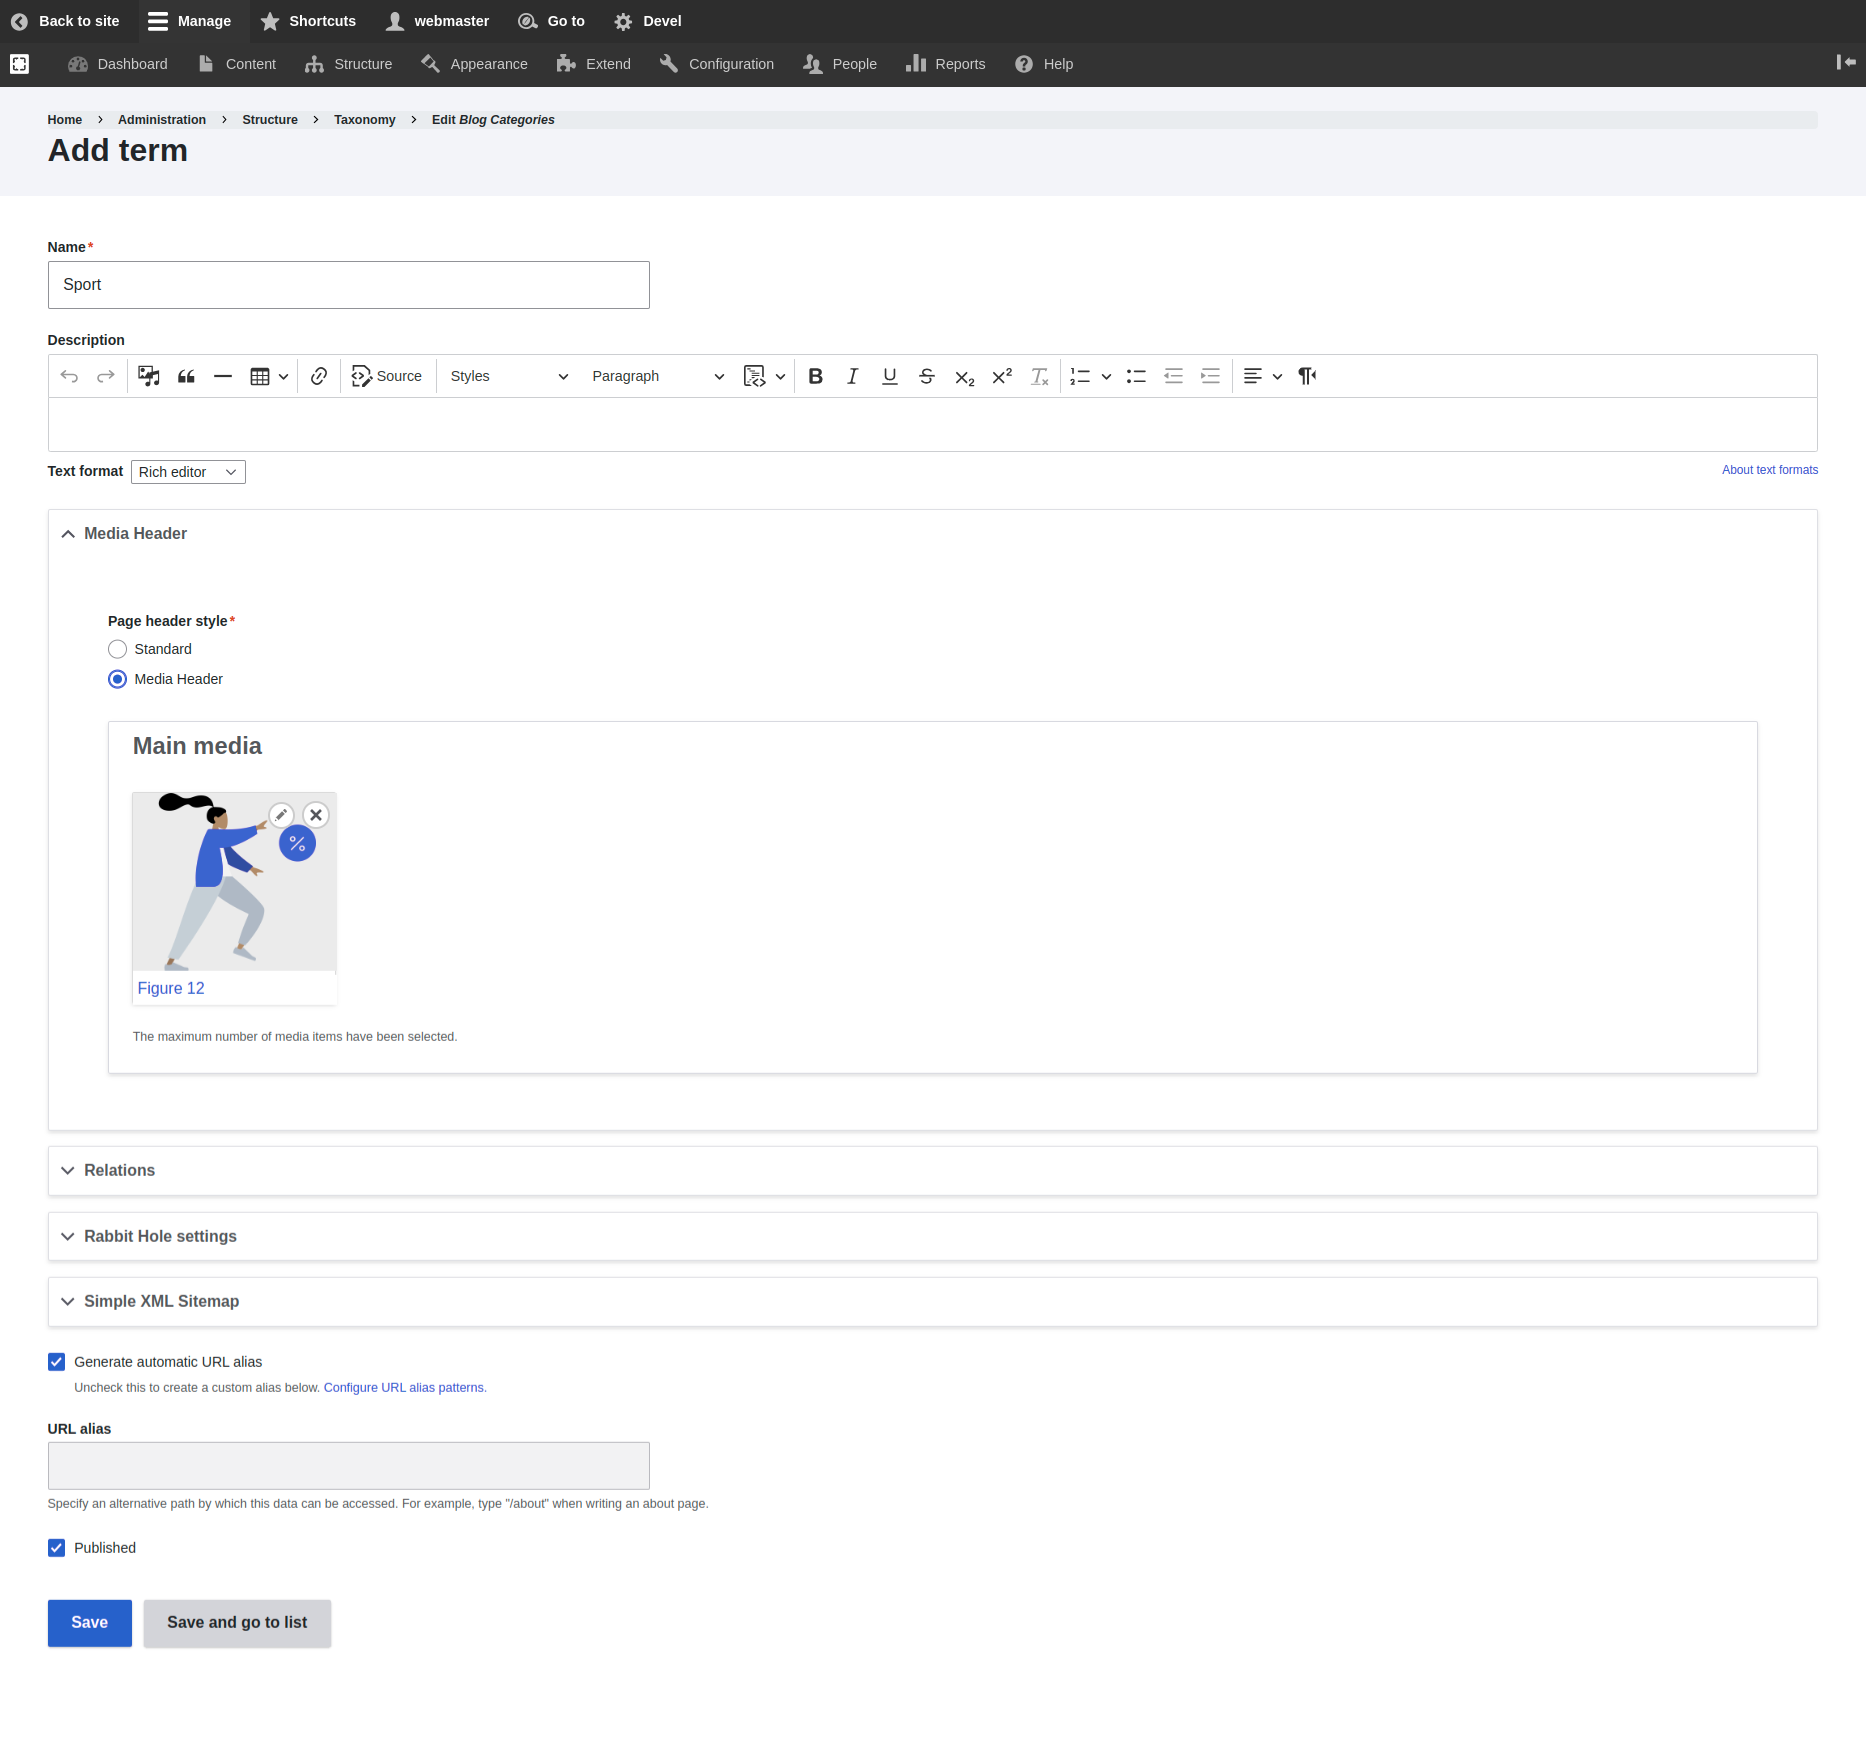 Back to site Manage Shortcuts webmaster Go to Devel
Dashboard Content Structure Appearance Extend Configuration People Reports Help
Home Administration Structure Taxonomy Edit Blog Categories
Add term
Name*
Sport
Description
Source Styles Paragraph
Text format Rich editor About text formats
Media Header
Page header style*
Standard
Media Header
Main media
Figure 12
The maximum number of media items have been selected.
Relations
Rabbit Hole settings
Simple XML Sitemap
Generate automatic URL alias
Uncheck this to create a custom alias below. Configure URL alias patterns.
URL alias
Specify an alternative path by which this data can be accessed. For example, type "/about" when writing an about page.
Published
Save Save and go to list